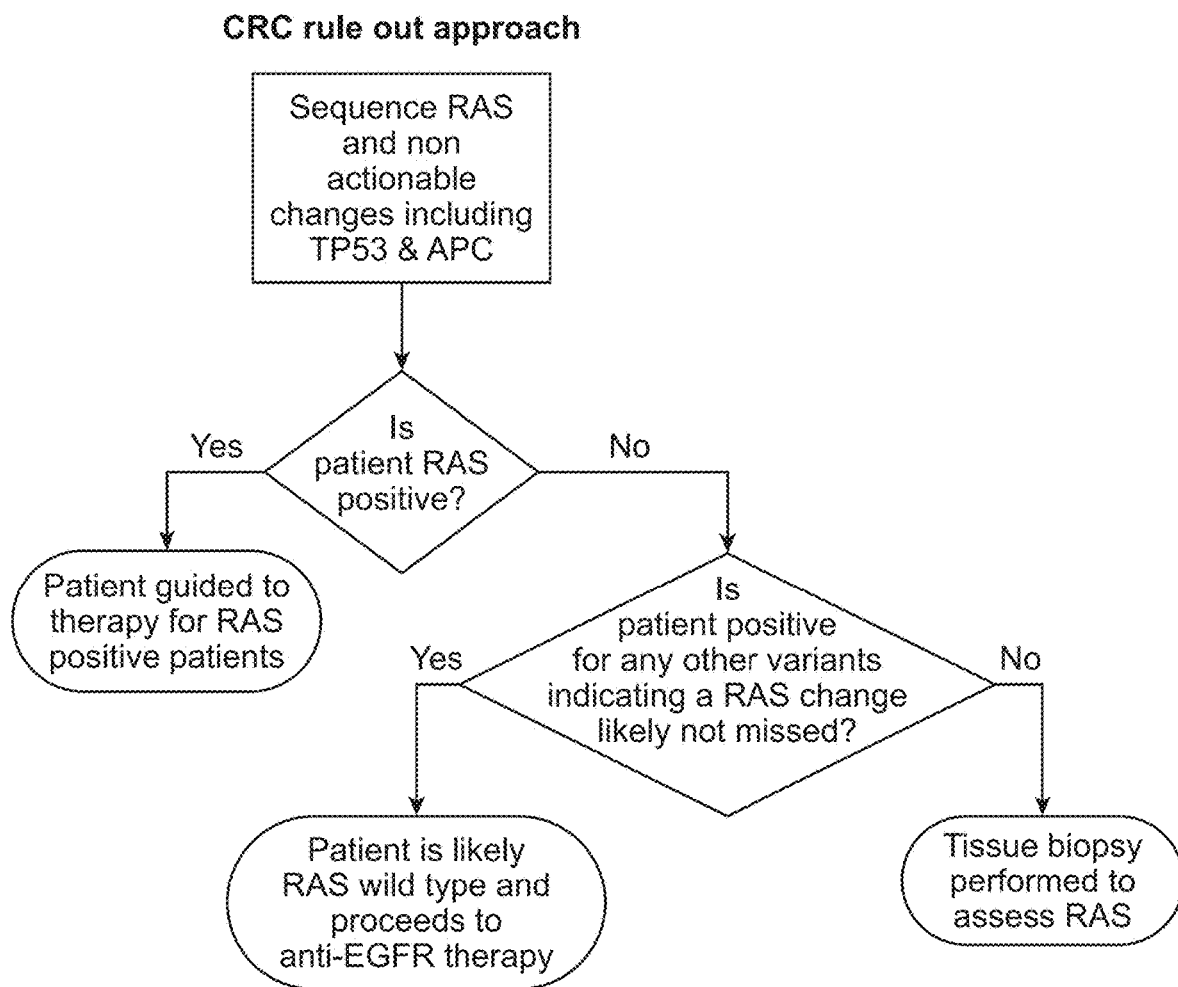 CRC rule out approach
Sequence RAS
and non
actionable
changes including
TP53 & APC
Is
patient RAS
positive?
Yes
No
Patient guided to
therapy for RAS
positive patients
Is
patient positive
for any other variants
indicating a RAS change
likely not missed?
Yes
No
Patient is likely
RAS wild type and
proceeds to
anti-EGFR therapy
Tissue biopsy
performed to
assess RAS